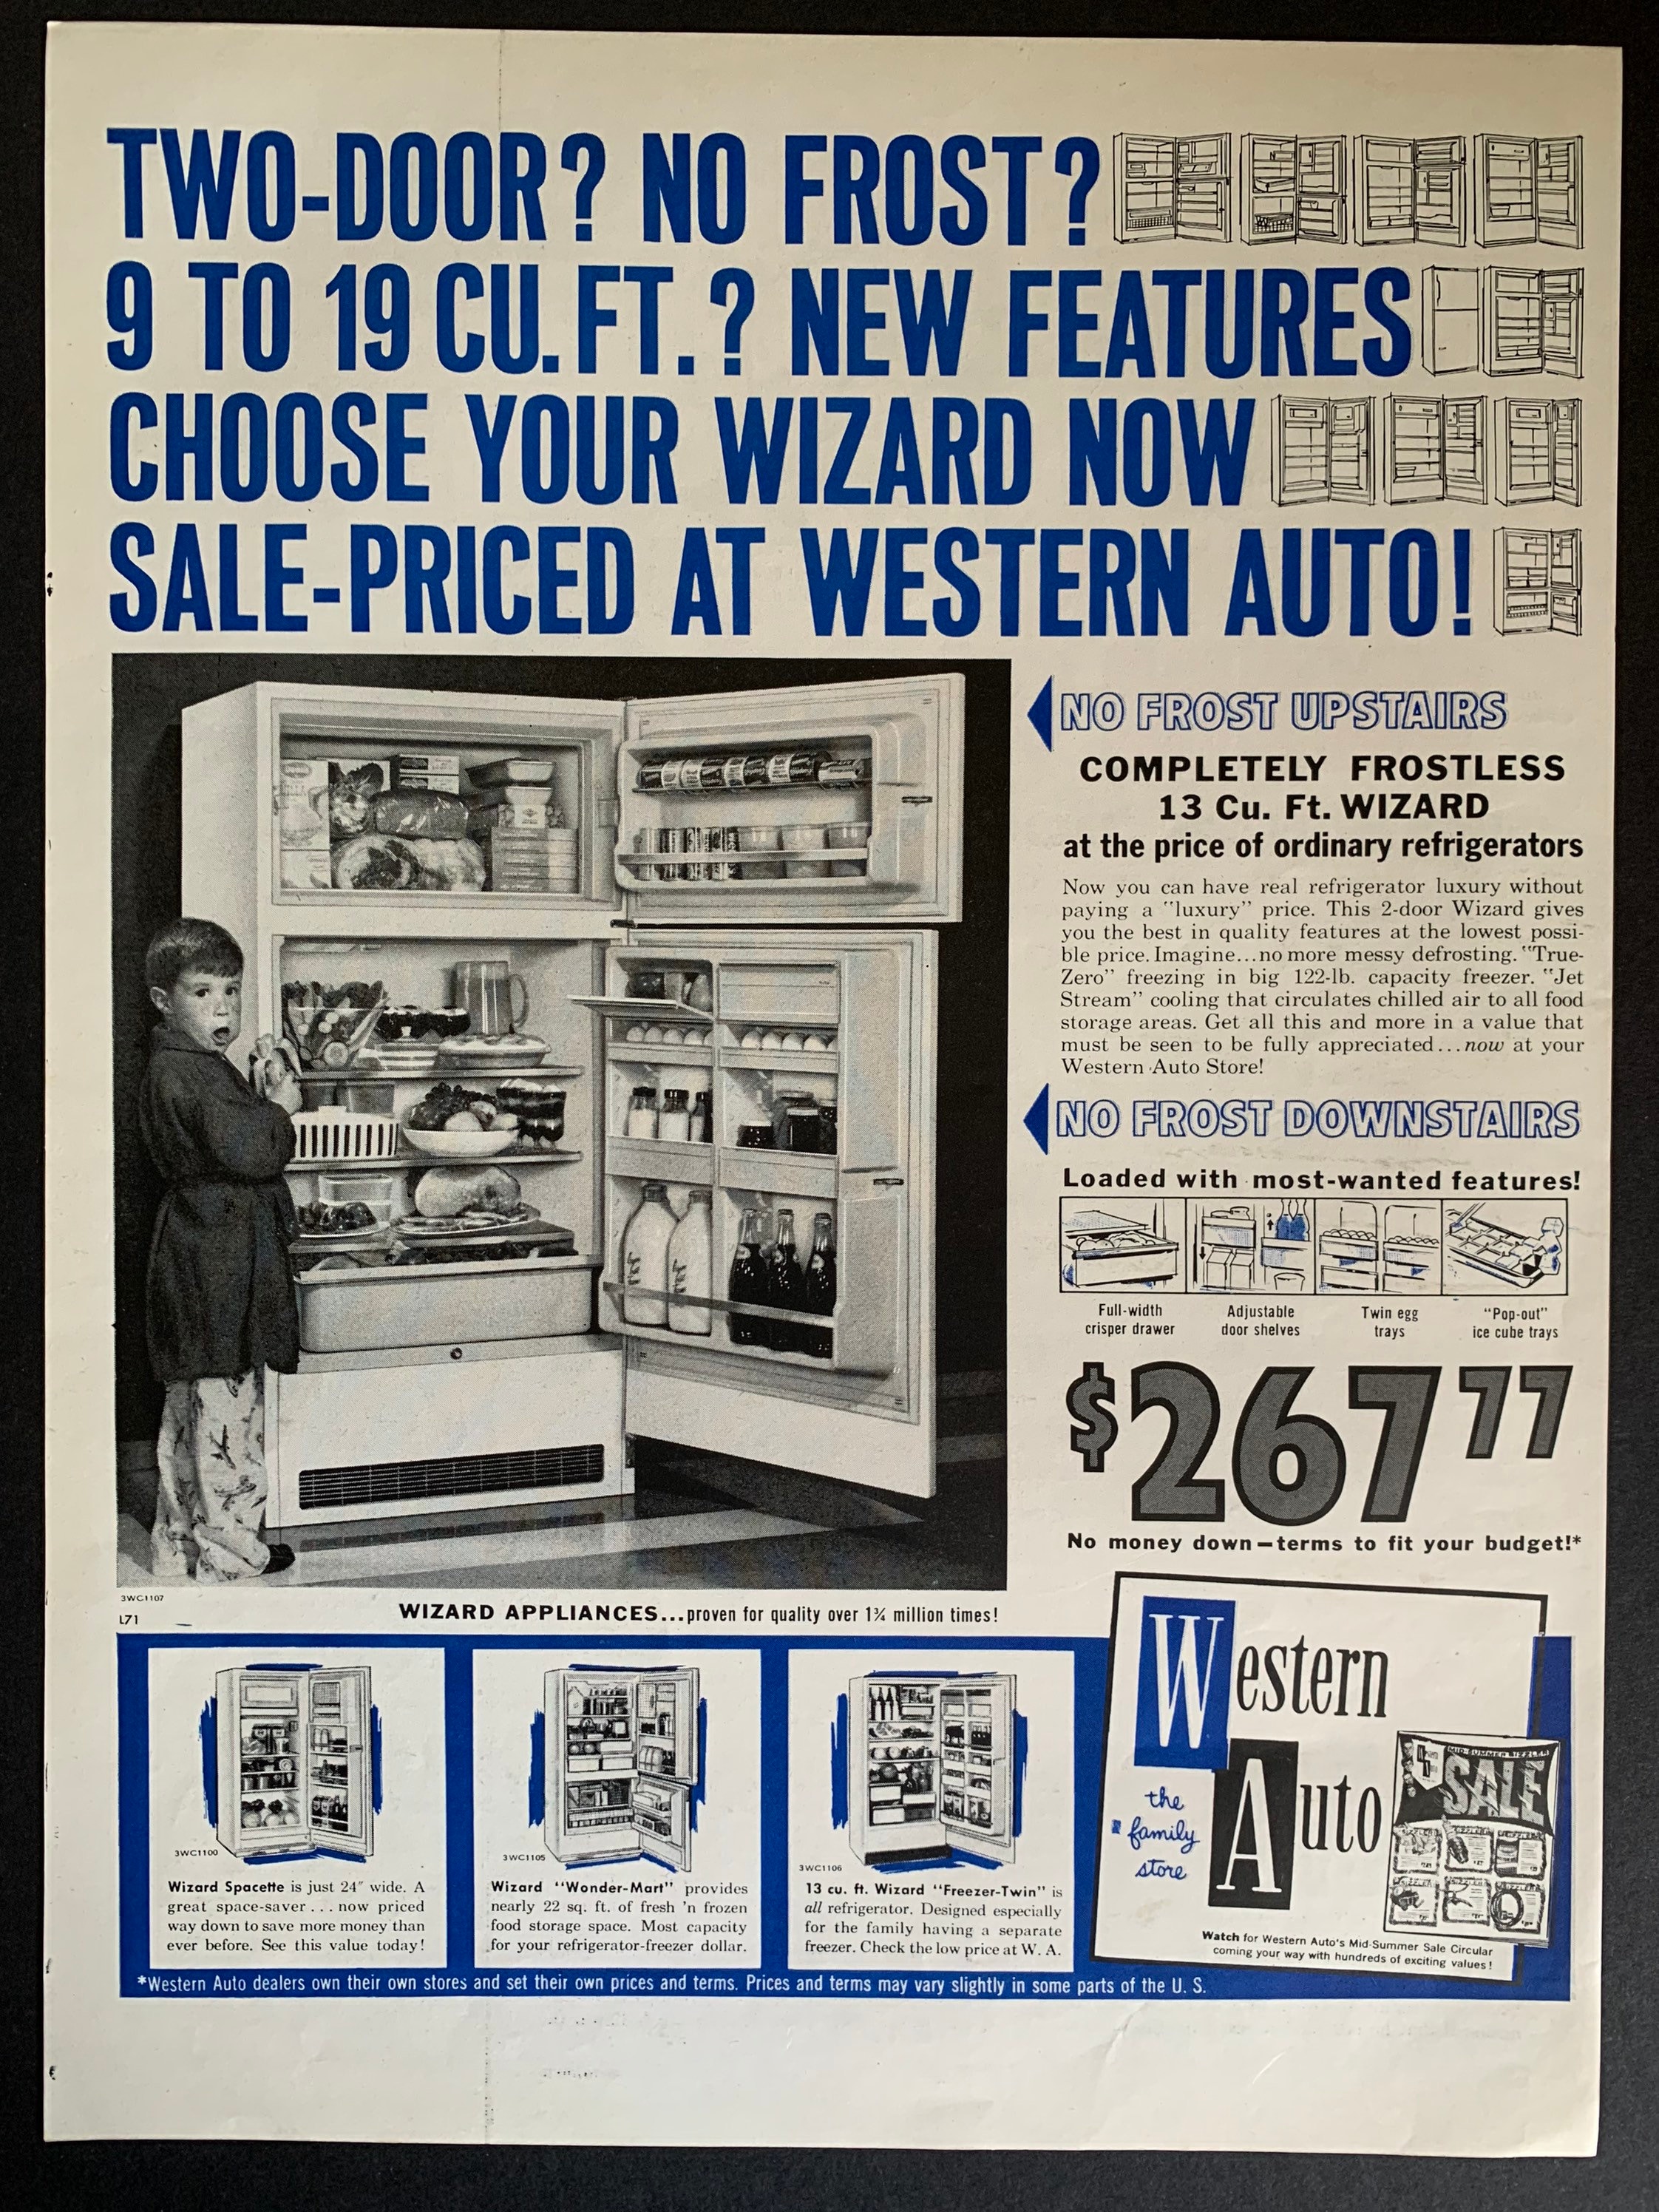 TWO-DOOR? NO FROST?
9 TO 19 CU. FT.? NEW FEATURES
CHOOSE YOUR WIZARD NOW
SALE-PRICED AT WESTERN AUTO!
NO FROST UPSTAIRS
COMPLETELY FROSTLESS
13 Cu. Ft. WIZARD
at the price of ordinary refrigerators
Now you can have real refrigerator luxury without
paying a "luxury" price. This 2-door Wizard gives
you the best in quality features at the lowest possi-
ble price. Imagine...no more messy defrosting. "True-
Zero" freezing in big 122-lb. capacity freezer. "Jet
Stream" cooling that circulates chilled air to all food
storage areas. Get all this and more in a value that
must be seen to be fully appreciated...now at your
Western Auto Store!
NO FROST DOWNSTAIRS
Loaded with most-wanted features!
Full-width
crisper drawer
Adjustable
door shelves
Twin egg
trays
"Pop-out"
ice cube trays
$267 77
No money down—terms to fit your budget!*
3WC1107
L71
WIZARD APPLIANCES...proven for quality over 1¾ million times!
3WC1100
Wizard Spacette is just 24" wide. A
great space-saver... now priced
way down to save more money than
ever before. See this value today!
3WC1105
Wizard "Wonder-Mart" provides
nearly 22 sq. ft. of fresh 'n frozen
food storage space. Most capacity
for your refrigerator-freezer dollar.
3WC1106
13 cu. ft. Wizard "Freezer-Twin" is
all refrigerator. Designed especially
for the family having a separate
freezer. Check the low price at W. A.
Western
Auto
the
family
store
MID-SUMMER SIZZLER
SALE
Watch for Western Auto's Mid-Summer Sale Circular
coming your way with hundreds of exciting values!
*Western Auto dealers own their own stores and set their own prices and terms. Prices and terms may vary slightly in some parts of the U. S.